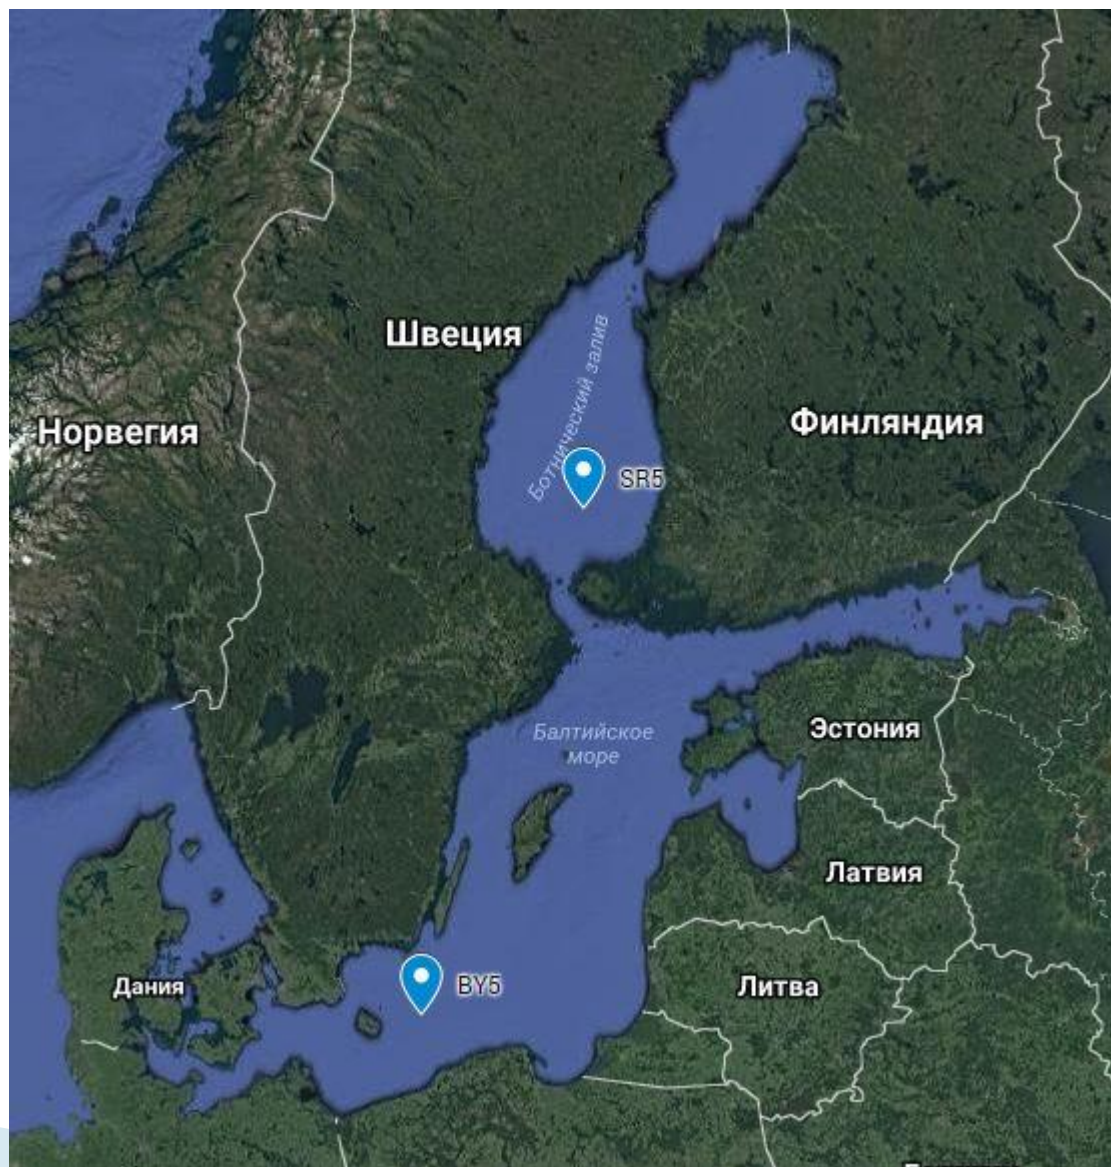 Швеция
Ботнический залив
Норвегия
Финляндия
SR5
Балтийское
море
Эстония
Латвия
Дания
BY5
Литва